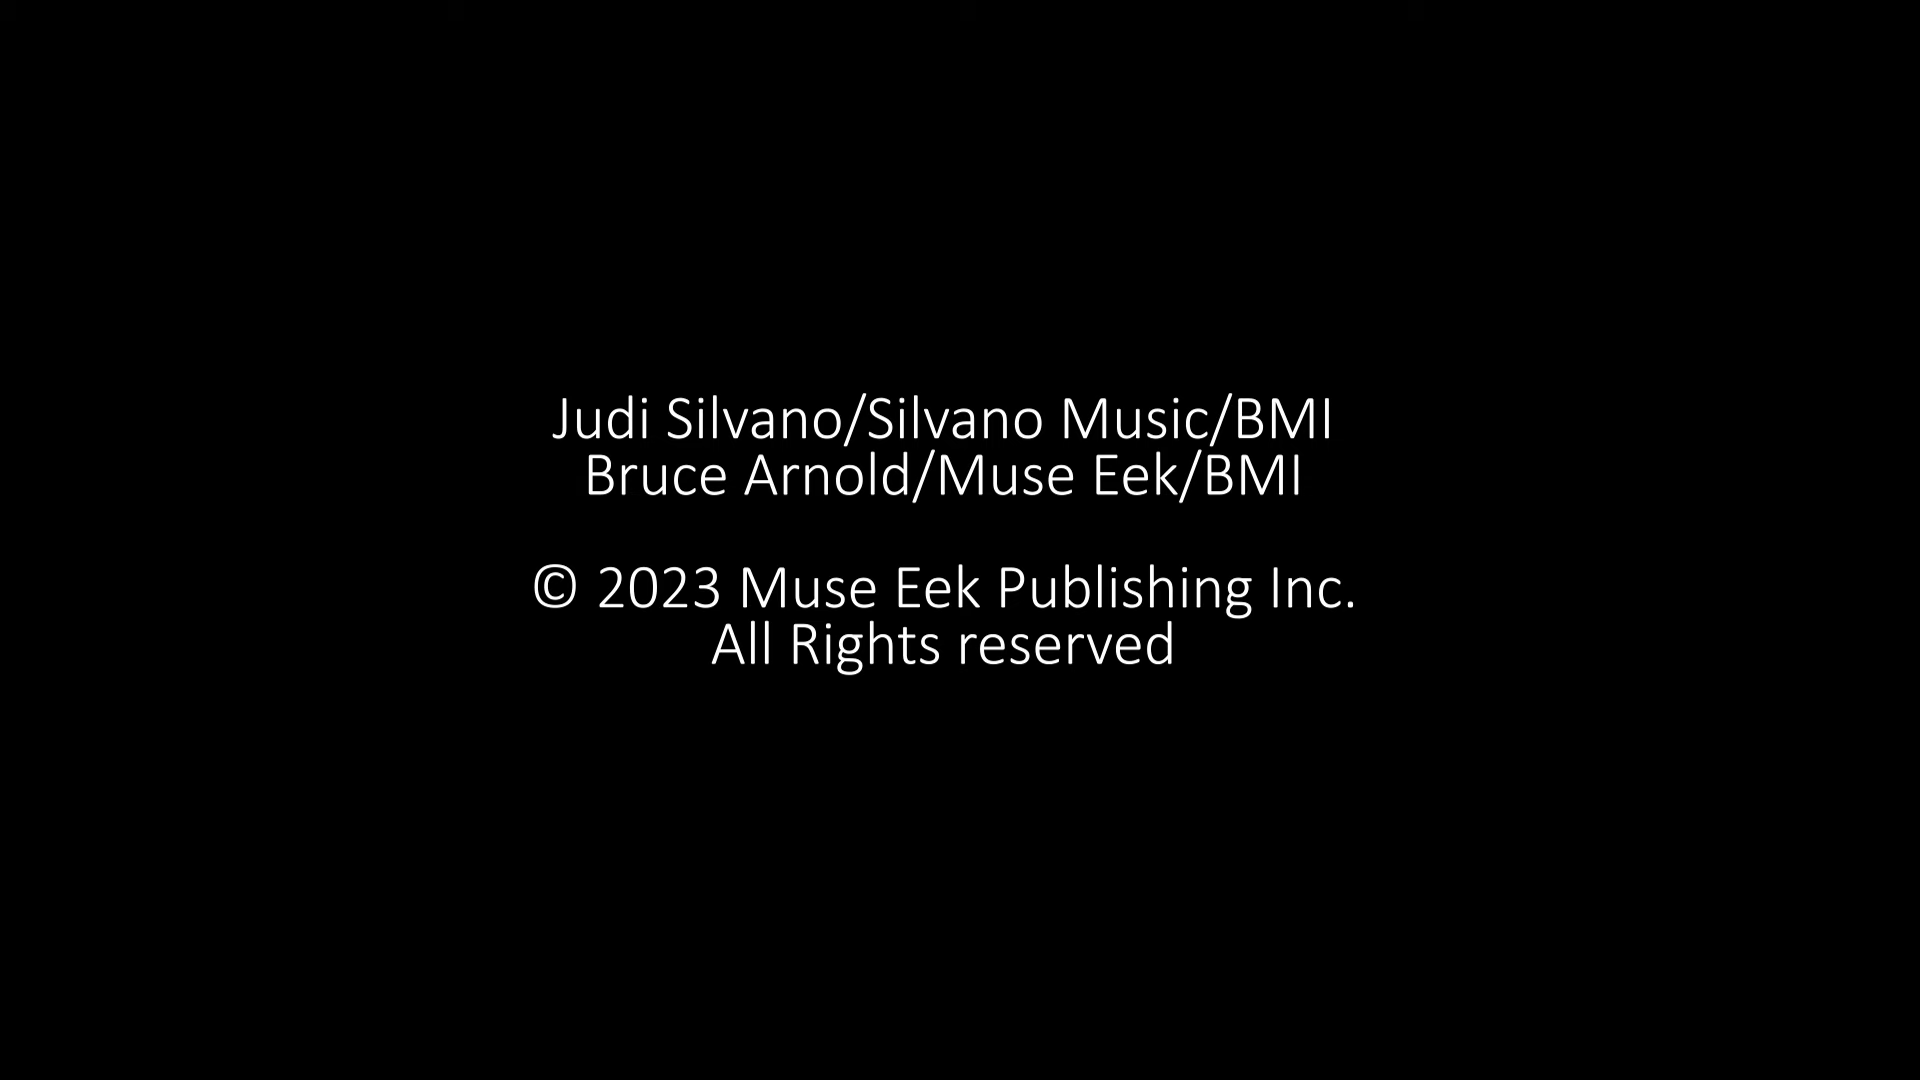 Judi Silvano/Silvano Music/BMI
Bruce Arnold/Muse Eek/BMI
© 2023 Muse Eek Publishing Inc.
All Rights reserved